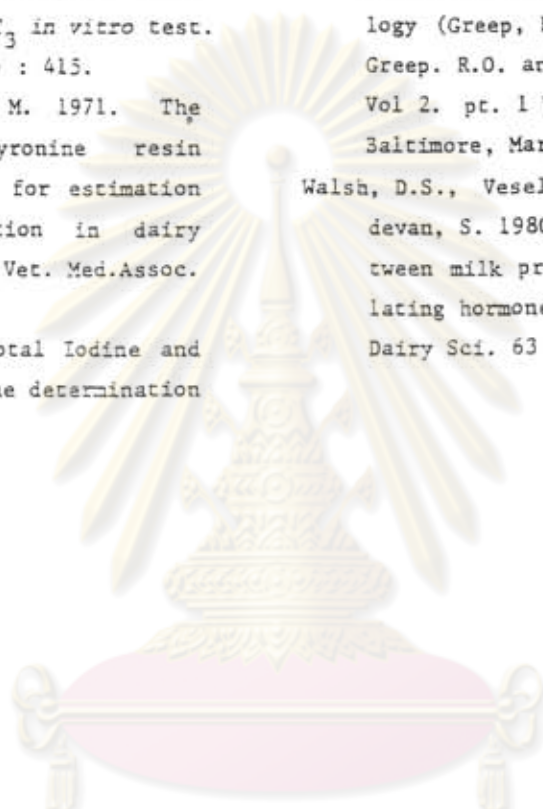 T₃ in vitro test.
: 415.
M. 1971. The
yronine resin
for estimation
tion in dairy
Vet. Med.Assoc.
otal Iodine and
ue determination
logy (Greep,
Greep. R.O. an
Vol 2. pt. I
Baltimore, Mar
Walsh, D.S., Vesel
devan, S. 1980
tween milk pr
lating hormone
Dairy Sci. 63